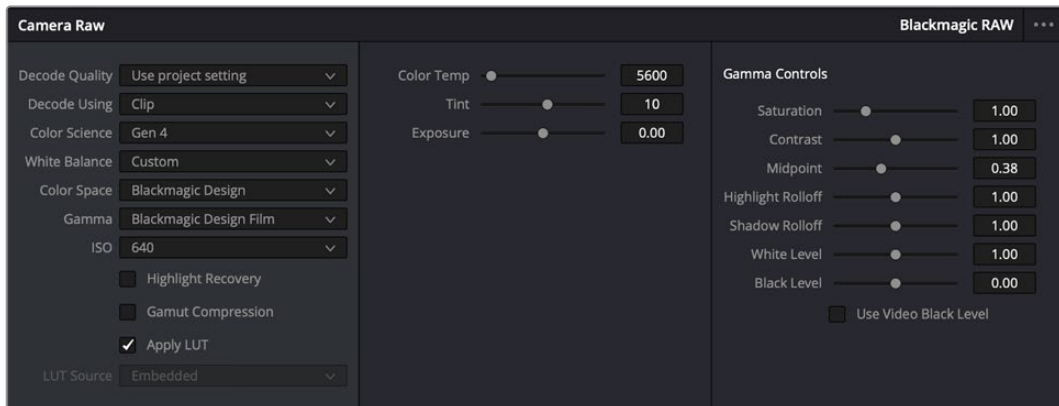 Camera Raw
Blackmagic RAW
Decode Quality Use project setting
Decode Using Clip
Color Science Gen 4
White Balance Custom
Color Space Blackmagic Design
Gamma Blackmagic Design Film
ISO 640
Highlight Recovery
Gamut Compression
Apply LUT
LUT Source Embedded
Color Temp 5600
Tint 10
Exposure 0.00
Gamma Controls
Saturation 1.00
Contrast 1.00
Midpoint 0.38
Highlight Rolloff 1.00
Shadow Rolloff 1.00
White Level 1.00
Black Level 0.00
Use Video Black Level